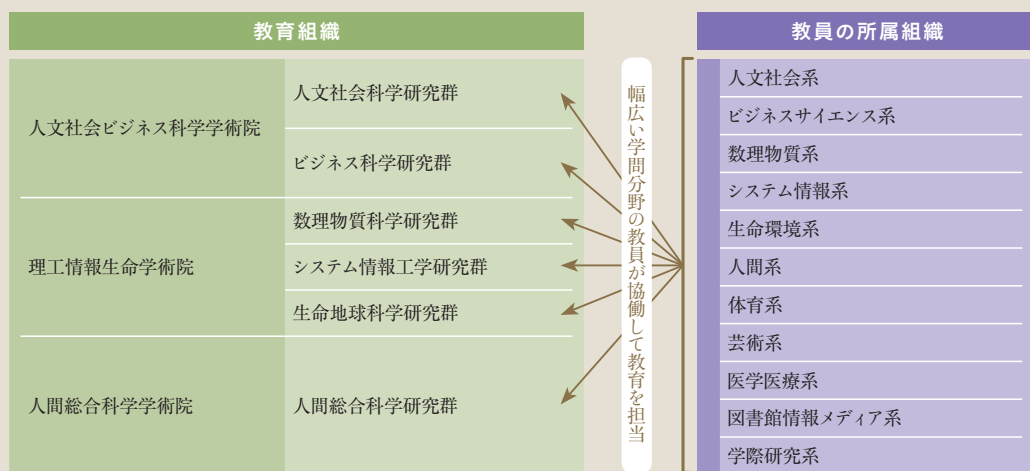 教育組織
人文社会ビジネス科学学術院
人文社会科学研究群
ビジネス科学研究群
理工情報生命学術院
数理物質科学研究群
システム情報工学研究群
生命地球科学研究群
人間総合科学学術院
人間総合科学研究群
幅広い学問分野の教員が協働して教育を担当
教員の所属組織
人文社会系
ビジネスサイエンス系
数理物質系
システム情報系
生命環境系
人間系
体育系
芸術系
医学医療系
図書館情報メディア系
学際研究系